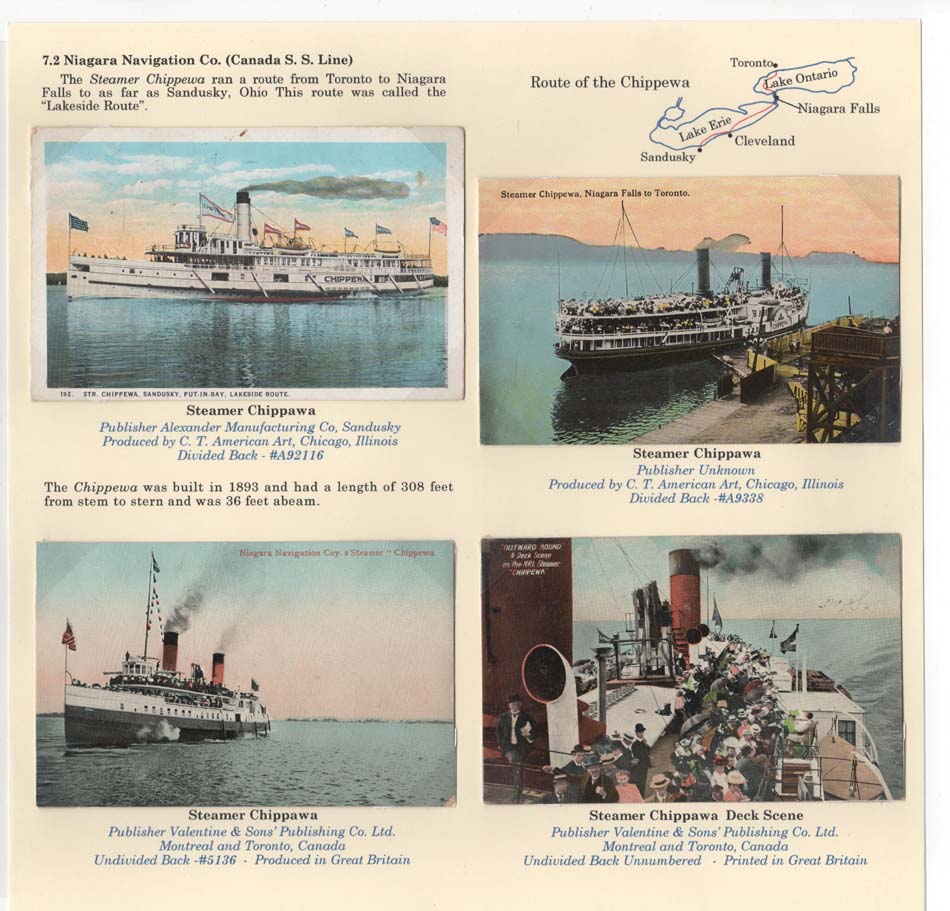 7.2 Niagara Navigation Co. (Canada S. S. Line)
The Steamer Chippewa ran a route from Toronto to Niagara
Falls to as far as Sandusky, Ohio This route was called the
"Lakeside Route".
Route of the Chippewa
Toronto
Lake Ontario
Niagara Falls
Lake Erie
Cleveland
Sandusky
CHIPPEWA
192. STR. CHIPPEWA, SANDUSKY, PUT-IN-BAY, LAKESIDE ROUTE.
Steamer Chippawa
Publisher Alexander Manufacturing Co, Sandusky
Produced by C. T. American Art, Chicago, Illinois
Divided Back - #A92116
Steamer Chippewa, Niagara Falls to Toronto.
CHIPPEWA
Steamer Chippawa
Publisher Unknown
Produced by C. T. American Art, Chicago, Illinois
Divided Back -#A9338
The Chippewa was built in 1893 and had a length of 308 feet
from stem to stern and was 36 feet abeam.
Niagara Navigation Coy. s Steamer " Chippewa
Steamer Chippawa
Publisher Valentine & Sons' Publishing Co. Ltd.
Montreal and Toronto, Canada
Undivided Back -#5136 - Produced in Great Britain
"OUTWARD BOUND"
A Deck Scene
on the NRL Steamer
"CHIPPEWA"
Steamer Chippawa Deck Scene
Publisher Valentine & Sons' Publishing Co. Ltd.
Montreal and Toronto, Canada
Undivided Back Unnumbered - Printed in Great Britain